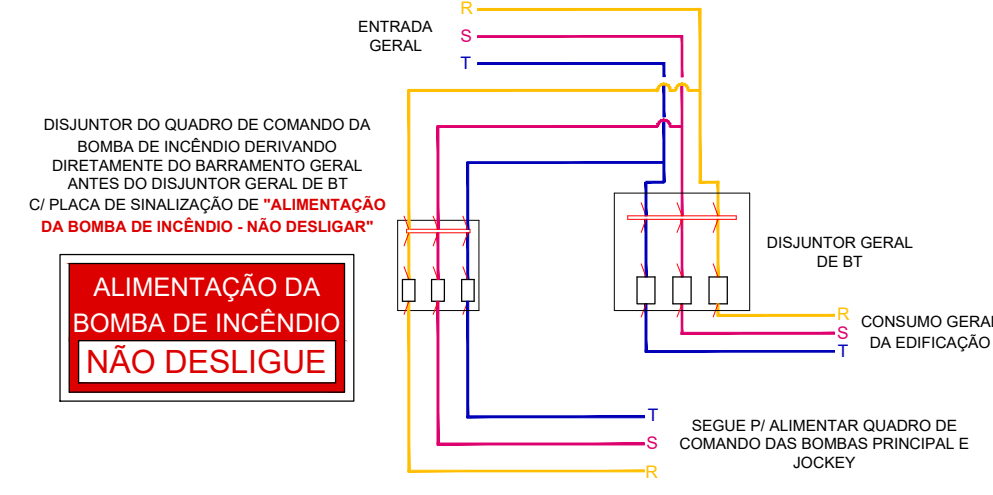 R
ENTRADA
GERAL
S
T
DISJUNTOR DO QUADRO DE COMANDO DA
BOMBA DE INCÊNDIO DERIVANDO
DIRETAMENTE DO BARRAMENTO GERAL
ANTES DO DISJUNTOR GERAL DE BT
C/ PLACA DE SINALIZAÇÃO DE "ALIMENTAÇÃO
DA BOMBA DE INCÊNDIO - NÃO DESLIGAR"
ALIMENTAÇÃO DA
BOMBA DE INCÊNDIO
NÃO DESLIGUE
DISJUNTOR GERAL
DE BT
R
S
T
CONSUMO GERAL
DA EDIFICAÇÃO
T
S
R
SEGUE P/ ALIMENTAR QUADRO DE
COMANDO DAS BOMBAS PRINCIPAL E
JOCKEY